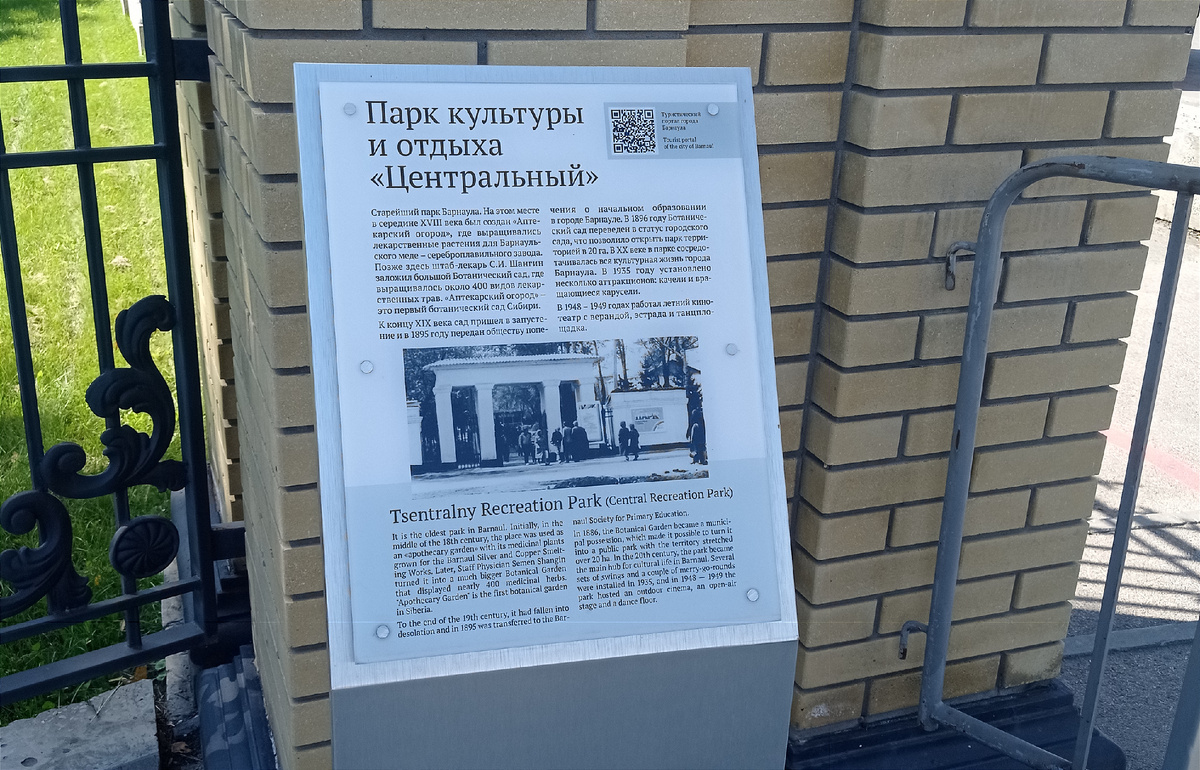 Парк культуры
и отдыха
«Центральный»
Туристический
портал города
Барнаула
Tourist portal
of the city of Barnaul
Старейший парк Барнаула. На этом месте
в середине XVIII века был создан «Апте-
карский огород», где выращивались
лекарственные растения для Барнауль-
ского меде – сереброплавильного завода.
Позже здесь штаб-лекарь С.И. Шангин
заложил большой Ботанический сад, где
выращивалось около 400 видов лекар-
ственных трав. «Аптекарский огород» –
это первый ботанический сад Сибири.
К концу XIX века сад пришел в запусте-
ние и в 1895 году передан обществу попе-
чения о начальном образовании
в городе Барнауле. В 1896 году Ботаниче-
ский сад переведен в статус городского
сада, что позволило открыть парк терри-
торией в 20 га. В XX веке в парке сосредо-
тачивалась вся культурная жизнь города
Барнаула. В 1935 году установлено
несколько аттракционов: качели и вра-
щающиеся карусели.
В 1948 – 1949 годах работал летний кино-
театр с верандой, эстрада и танцпло-
щадка.
Tsentralny Recreation Park (Central Recreation Park)
It is the oldest park in Barnaul. Initially, in the
middle of the 18th century, the place was used as
an «apothecary garden» with its medicinal plants
grown for the Barnaul Silver and Copper Smelt-
ing Works. Later, Staff Physician Semen Shangin
turned it into a much bigger Botanical Garden
that displayed nearly 400 medicinal herbs.
"Apothecary Garden" is the first botanical garden
in Siberia.
To the end of the 19th century, it had fallen into
desolation and in 1895 was transferred to the Bar-
naul Society for Primary Education.
In 1886, the Botanical Garden became a munici-
pal possession, which made it possible to turn it
into a public park with the territory stretched
over 20 ha. In the 20th century, the park became
the main hub for cultural life in Barnaul. Several
sets of swings and a couple of merry-go-rounds
were installed in 1935, and in 1948 — 1949 the
park hosted an outdoor cinema, an open-air
stage and a dance floor.